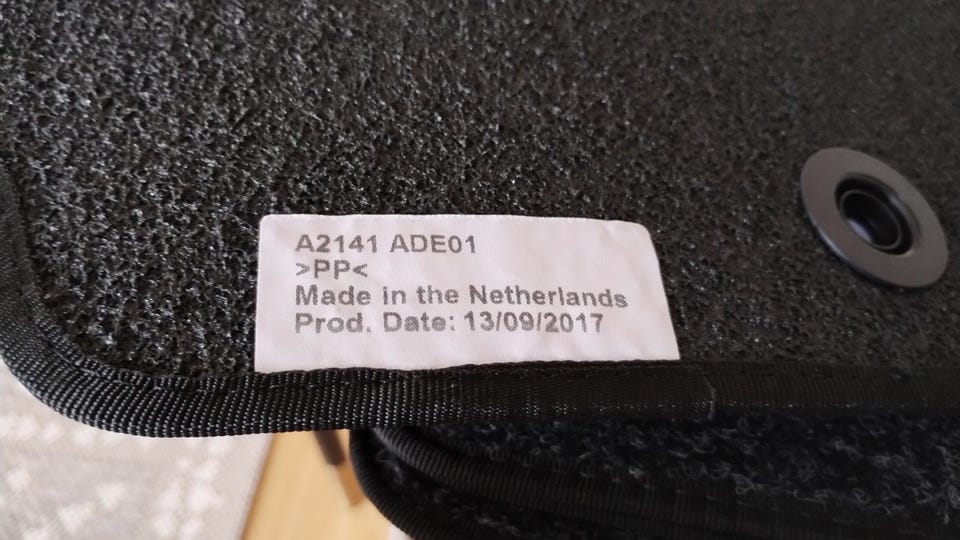 A2141 ADE01
>PP<
Made in the Netherlands
Prod. Date: 13/09/2017